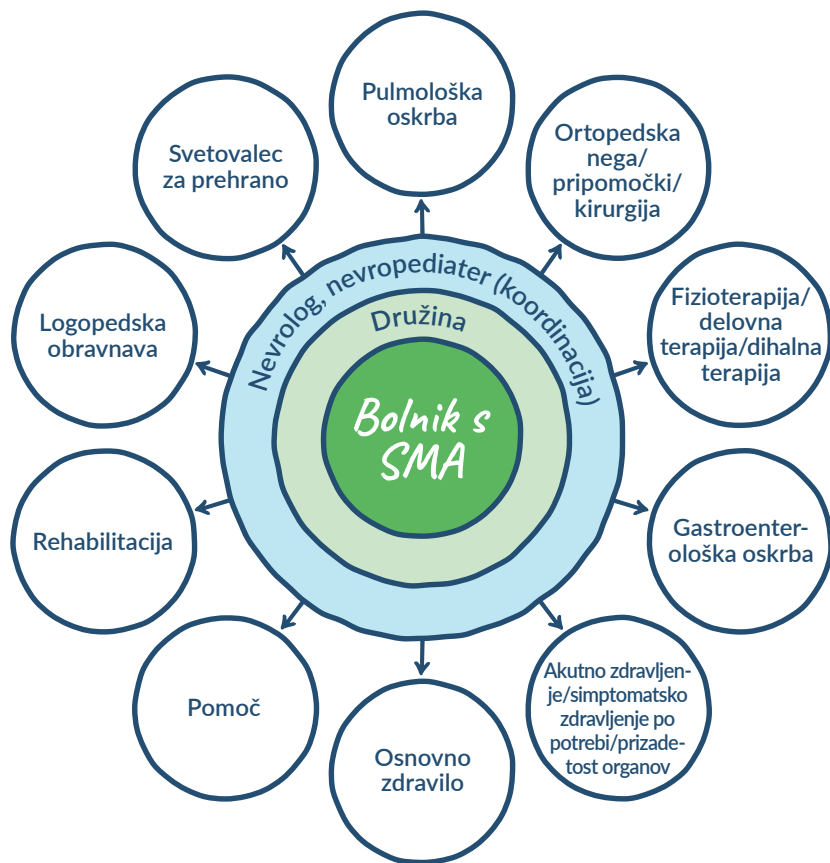 Pulmološka
oskrba
Ortopedska
nega/
pripomočki/
kirurgija
Fizioterapija/
delovna
terapija/dihalna
terapija
Gastroenter-
ološka oskrba
Akutno zdravljen-
je/simptomatsko
zdravljenje po
potrebi/prizade-
tost organov
Osnovno
zdravilo
Pomoč
Rehabilitacija
Logopedska
obravnava
Svetovalec
za prehrano
Nevrolog, nevropediater (koordinacija)
Družina
Bolnik s
SMA